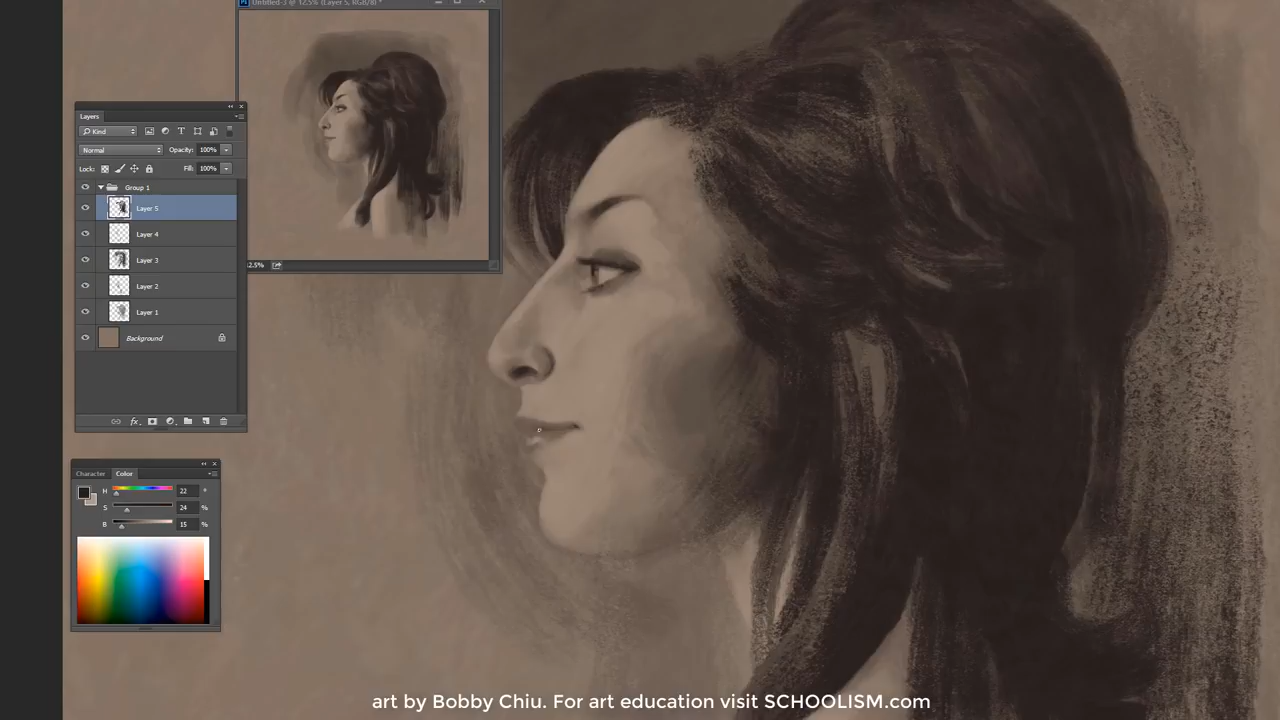 Untitled-3 @ 12.5% (Layer 5, RGB/8) *
Layers
Kind
Normal
Opacity: 100%
Lock:
Fill: 100%
Group 1
Layer 5
Layer 4
Layer 3
Layer 2
Layer 1
Background
2.5%
Character
Color
H 22 °
S 24 %
B 15 %
art by Bobby Chiu. For art education visit SCHOOLISM.com